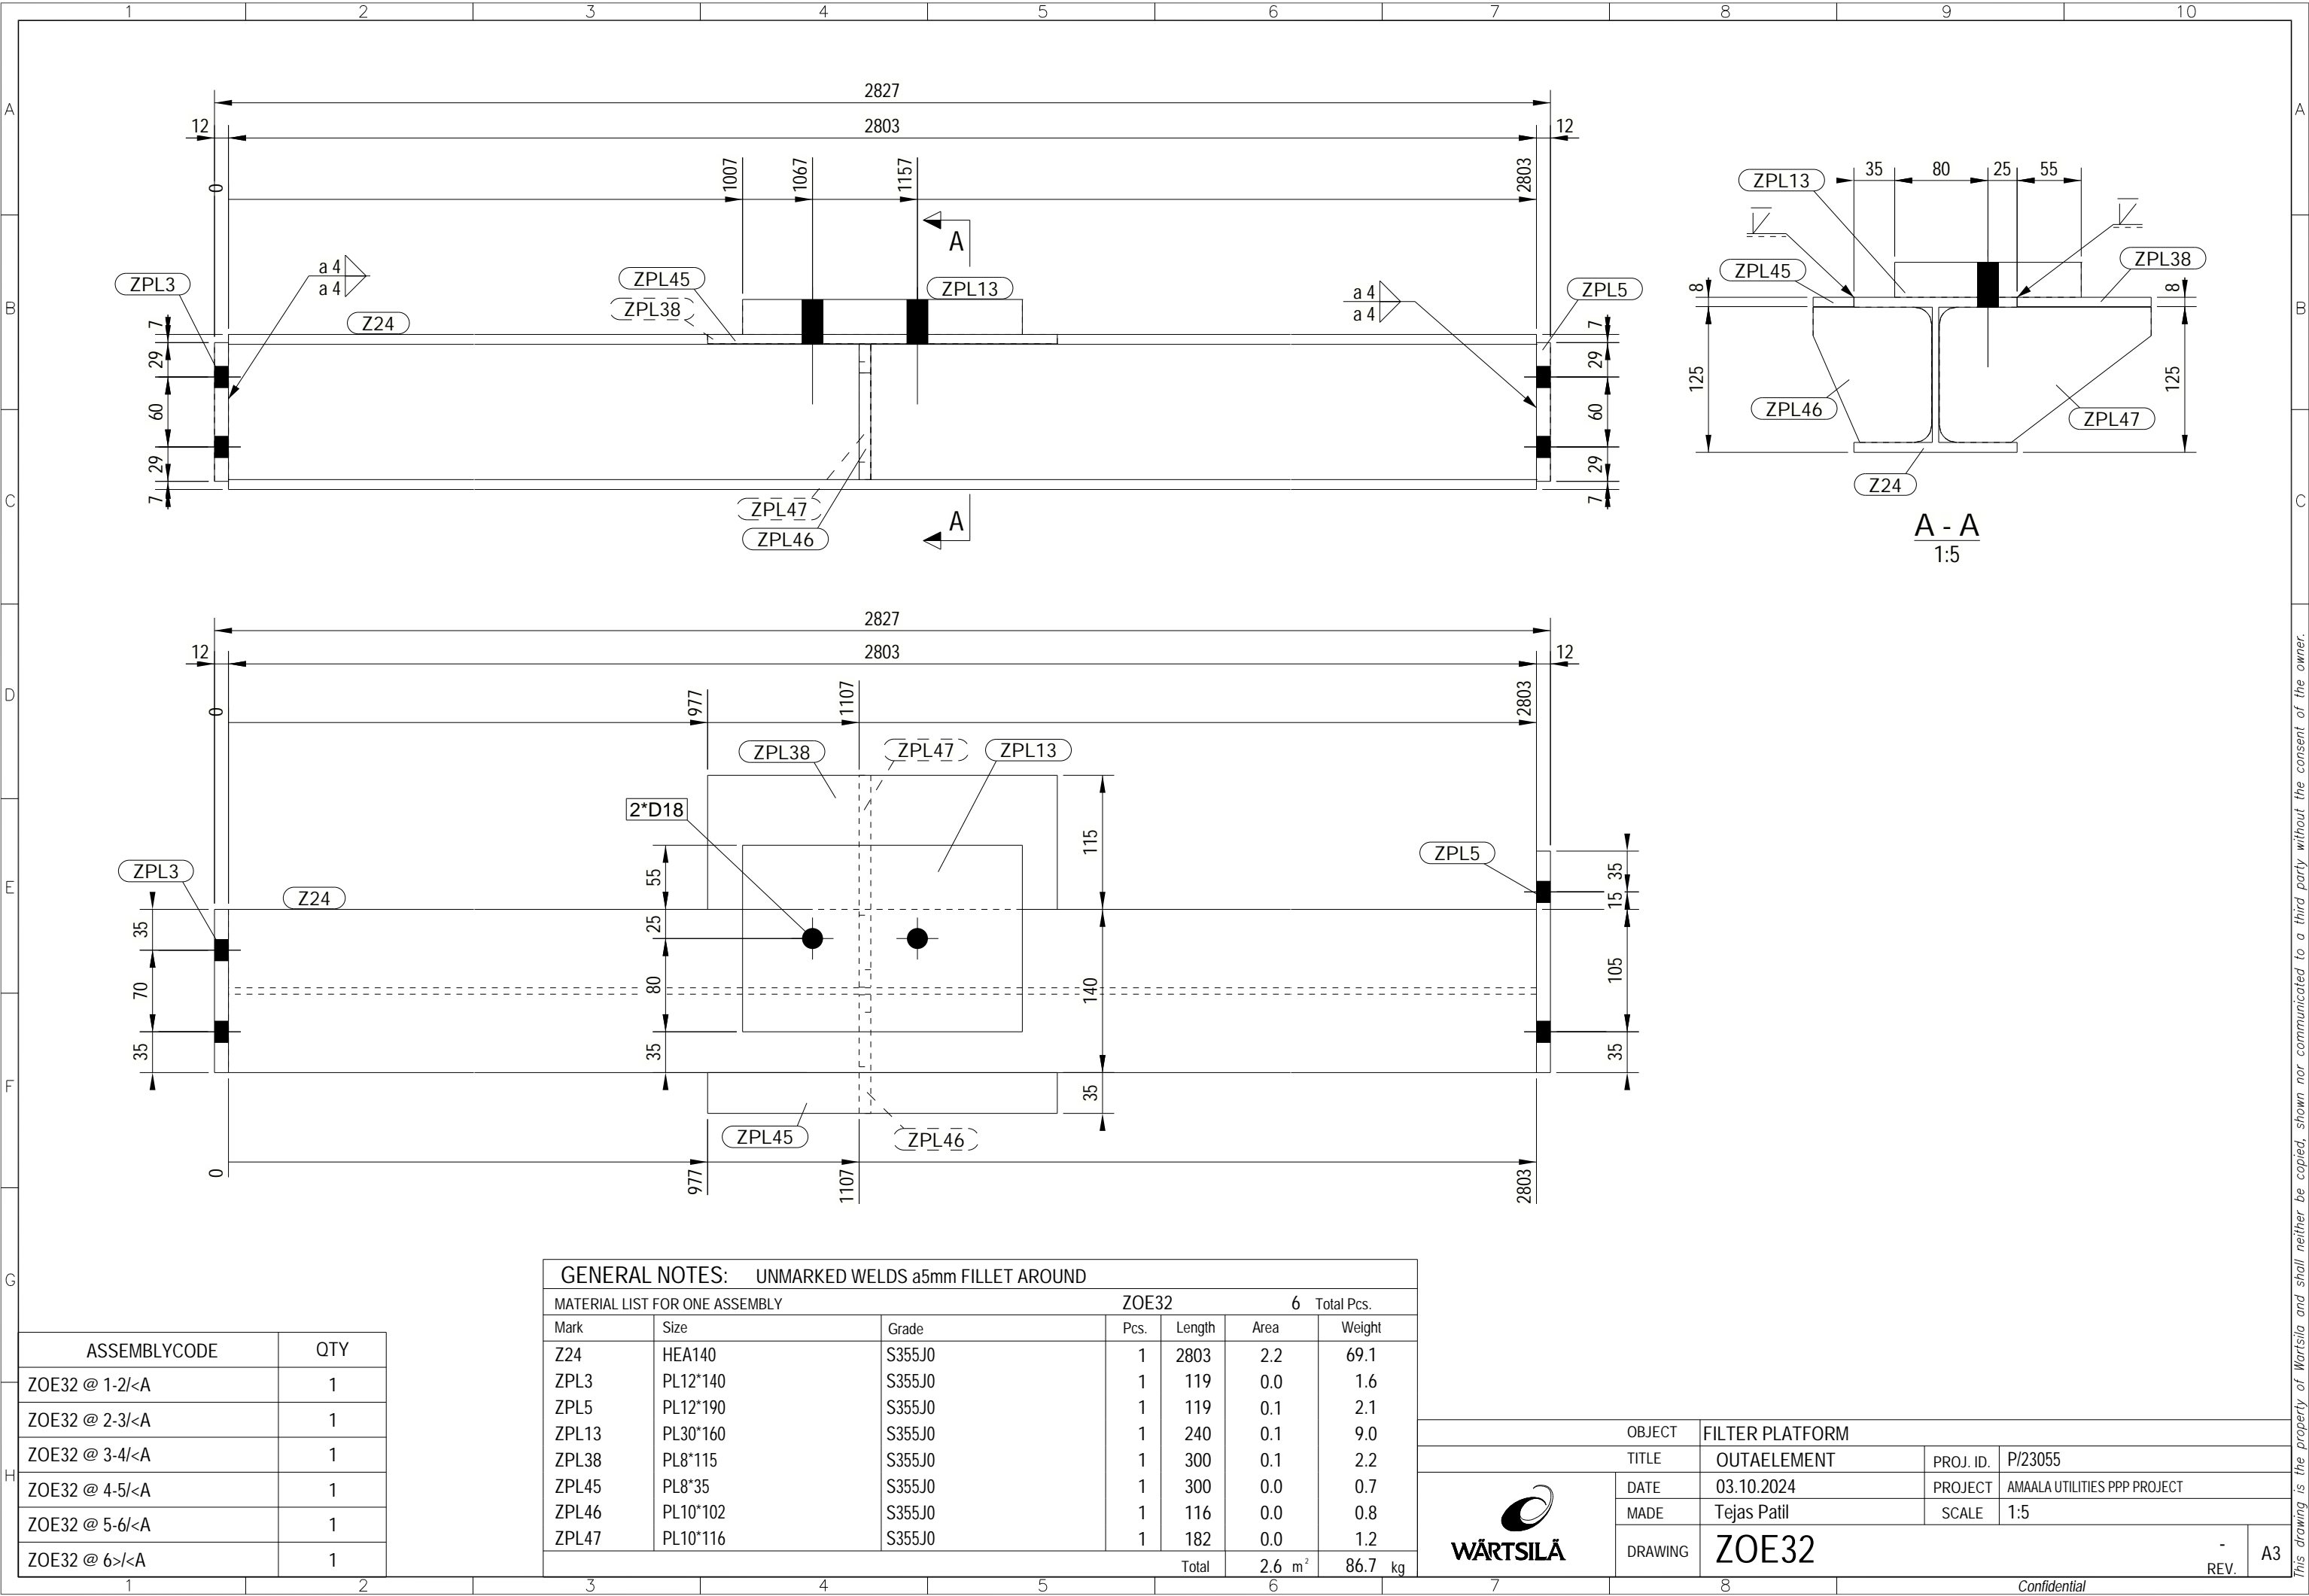 1 2 3 4 5 6 7 8 9 10
A A
B B
C C
D
E
F
G
H
2827
12 2803 12
0 1007 1067 1157 2803
A
ZPL3
a 4
a 4
Z24
ZPL45
ZPL38
ZPL13
a 4
a 4
ZPL5
7 29 60 29 7
7 29 60 29 7
ZPL47
ZPL46
A
35 80 25 55
ZPL13
ZPL45
ZPL38
8 125
8 125
ZPL46
ZPL47
Z24
A - A
1:5
2827
12 2803 12
0 977 1107 2803
ZPL38
ZPL47
ZPL13
2*D18
ZPL3
Z24
ZPL5
35 70 35
55 25 80 35
115 140 35
35 15 105 35
ZPL45
ZPL46
0 977 1107 2803
GENERAL NOTES: UNMARKED WELDS a5mm FILLET AROUND
MATERIAL LIST FOR ONE ASSEMBLY ZOE32 6 Total Pcs.
Mark Size Grade Pcs. Length Area Weight
Z24 HEA140 S355J0 1 2803 2.2 69.1
ZPL3 PL12*140 S355J0 1 119 0.0 1.6
ZPL5 PL12*190 S355J0 1 119 0.1 2.1
ZPL13 PL30*160 S355J0 1 240 0.1 9.0
ZPL38 PL8*115 S355J0 1 300 0.1 2.2
ZPL45 PL8*35 S355J0 1 300 0.0 0.7
ZPL46 PL10*102 S355J0 1 116 0.0 0.8
ZPL47 PL10*116 S355J0 1 182 0.0 1.2
Total 2.6 m² 86.7 kg
ASSEMBLYCODE QTY
ZOE32 @ 1-2/<A 1
ZOE32 @ 2-3/<A 1
ZOE32 @ 3-4/<A 1
ZOE32 @ 4-5/<A 1
ZOE32 @ 5-6/<A 1
ZOE32 @ 6>/<A 1
OBJECT FILTER PLATFORM
TITLE OUTAELEMENT PROJ. ID. P/23055
DATE 03.10.2024 PROJECT AMAALA UTILITIES PPP PROJECT
MADE Tejas Patil SCALE 1:5
DRAWING ZOE32 - REV. A3
WÄRTSILÄ
1 2 3 4 5 6 7 8
Confidential
This drawing is the property of Wartsila and shall neither be copied, shown nor communicated to a third party without the consent of the owner.